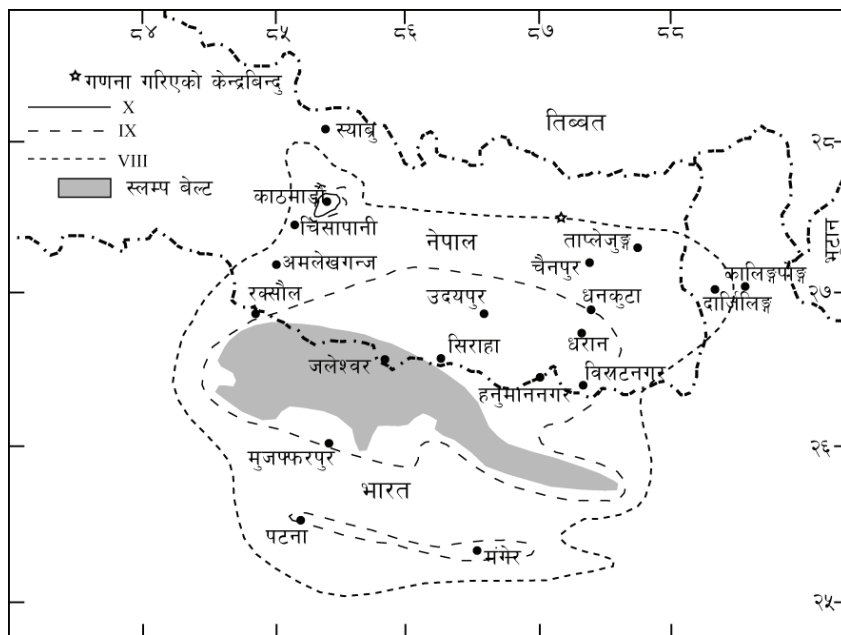 ८४ ८५ ८६ ८७ ८८
गणना गरिएको केन्द्रबिन्दु
X
IX
VIII
स्लम्प बेल्ट
तिब्बत
स्याब्रु
२८
काठमाडौँ
चिसापानी
नेपाल
ताप्लेजुङ्ग
भुटान
अमलेखगन्ज
चैनपुर
कालिङ्गपोङ्ग
२७
रक्सौल
उदयपुर
धनकुटा
दार्जिलिङ्ग
धरान
जलेश्वर
सिराहा
हनुमाननगर
विराटनगर
२६
मुजफ्फरपुर
भारत
पटना
मुंगेर
२५